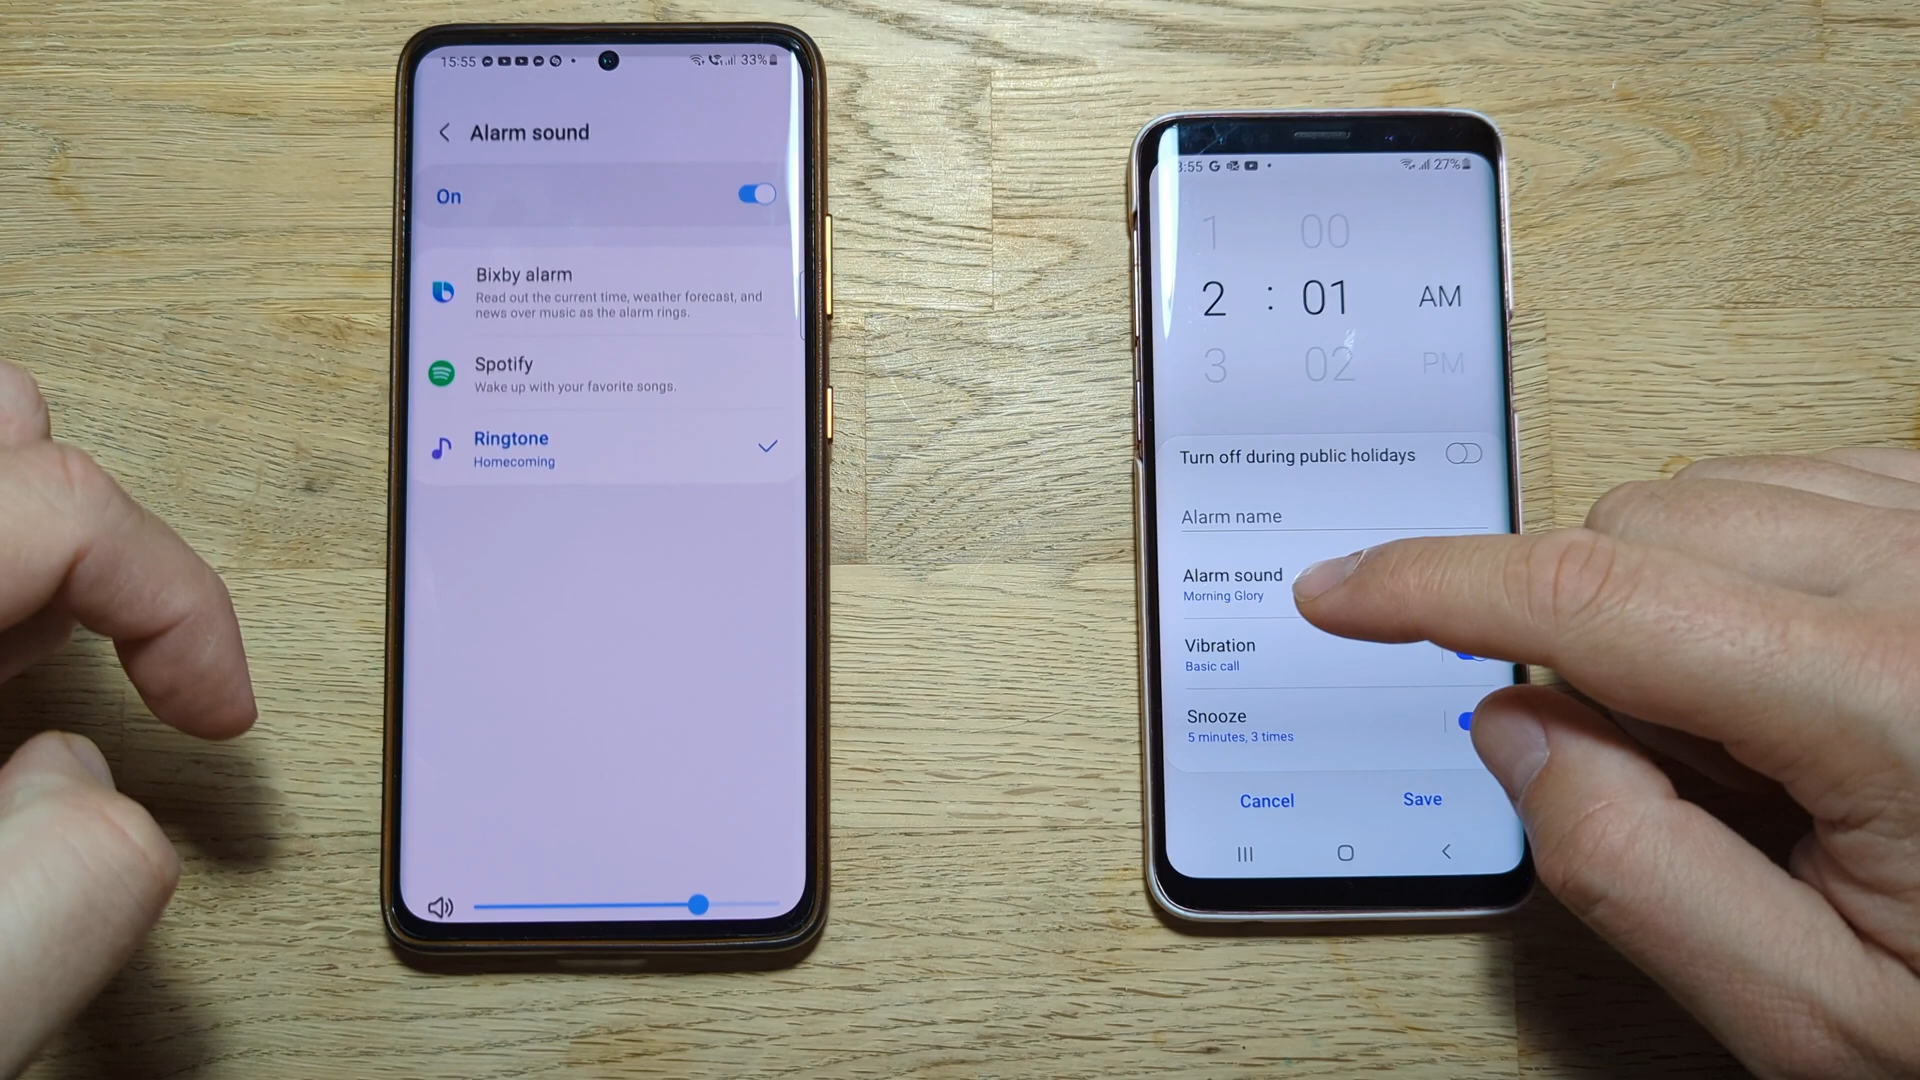 15:55
33%
Alarm sound
On
Bixby alarm
Read out the current time, weather forecast, and
news over music as the alarm rings.
Spotify
Wake up with your favorite songs.
Ringtone
Homecoming
:55 G
27%
1 00
2 : 01 AM
3 02 PM
Turn off during public holidays
Alarm name
Alarm sound
Morning Glory
Vibration
Basic call
Snooze
5 minutes, 3 times
Cancel Save